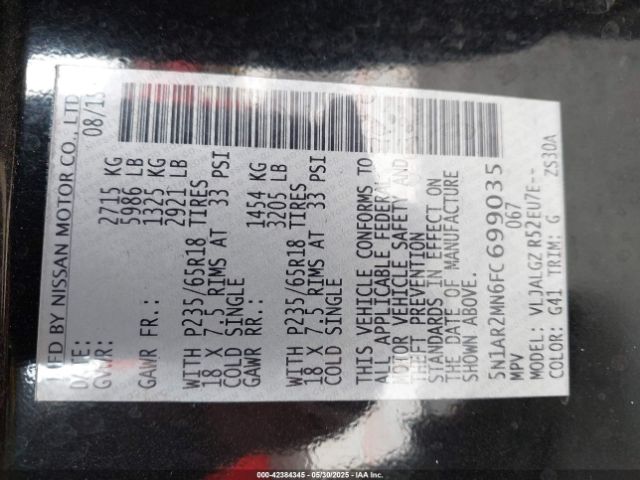 MFD BY NISSAN MOTOR CO., LTD
DATE: 08/15
GVWR: 2715 KG
5986 LB
GAWR FR.: 1325 KG
2921 LB
WITH P235/65R18 TIRES
18 X 7.5 RIMS AT 33 PSI
COLD SINGLE
GAWR RR.: 1454 KG
3205 LB
WITH P235/65R18 TIRES
18 X 7.5 RIMS AT 33 PSI
COLD SINGLE
THIS VEHICLE CONFORMS TO
ALL APPLICABLE FEDERAL
MOTOR VEHICLE SAFETY AND
THEFT PREVENTION
STANDARDS IN EFFECT ON
THE DATE OF MANUFACTURE
SHOWN ABOVE.
5N1AR2MN6FC699035
MPV 067
MODEL: VLJALGZ R52EU7E--
COLOR: G41 TRIM: G ZS30A
000-42384345 - 05/30/2025 - IAAI, Inc.